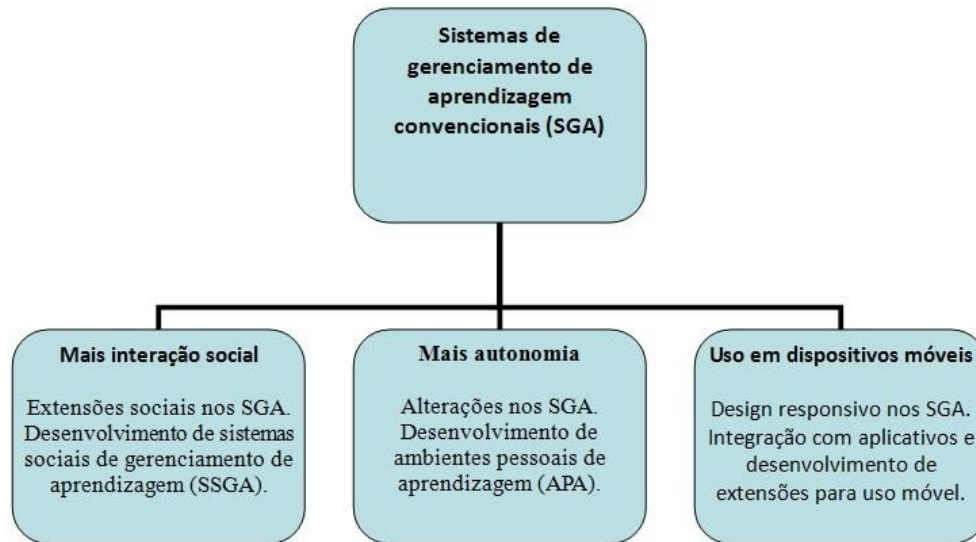 Sistemas de
gerenciamento de
aprendizagem
convencionais (SGA)
Mais interação social
Extensões sociais nos SGA.
Desenvolvimento de sistemas
sociais de gerenciamento de
aprendizagem (SSGA).
Mais autonomia
Alterações nos SGA.
Desenvolvimento de
ambientes pessoais de
aprendizagem (APA).
Uso em dispositivos móveis
Design responsivo nos SGA.
Integração com aplicativos e
desenvolvimento de
extensões para uso móvel.